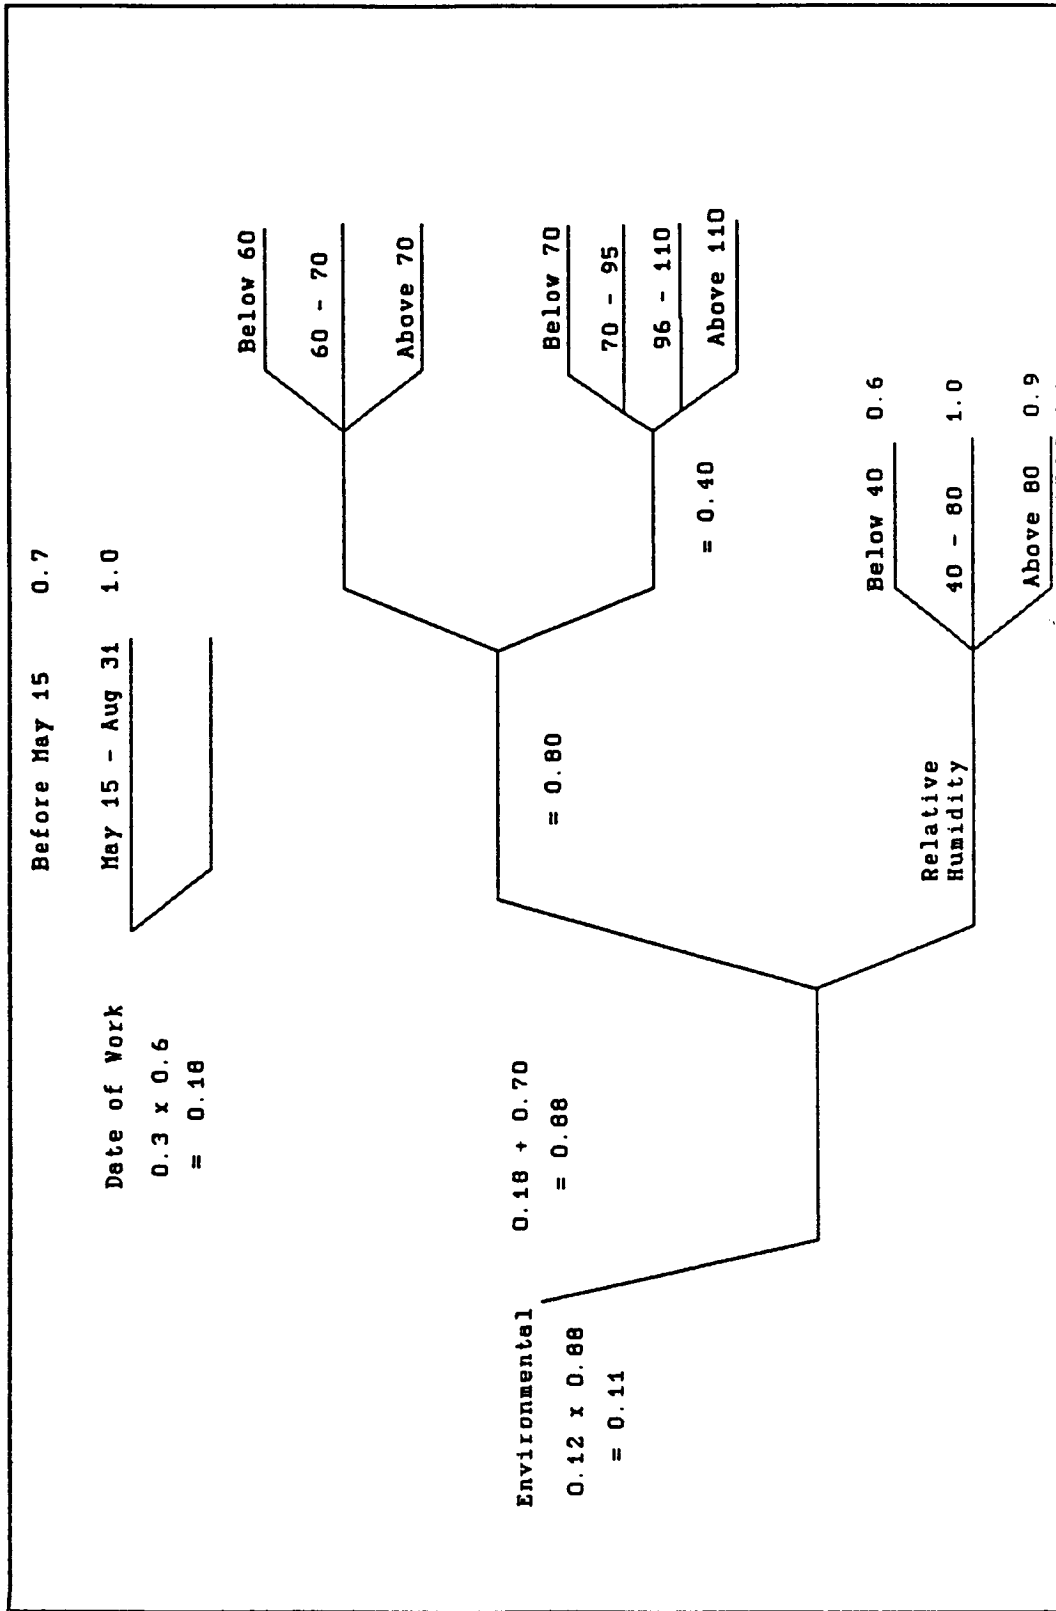 Before May 15 0.7
May 15 - Aug 31 1.0
Date of Work
0.3 x 0.6
= 0.18
Below 60
60 - 70
Above 70
0.18 + 0.70
= 0.88
= 0.80
Below 70
70 - 95
96 - 110
Above 110
= 0.40
Environmental
0.12 x 0.88
= 0.11
Relative
Humidity
Below 40 0.6
40 - 80 1.0
Above 80 0.9